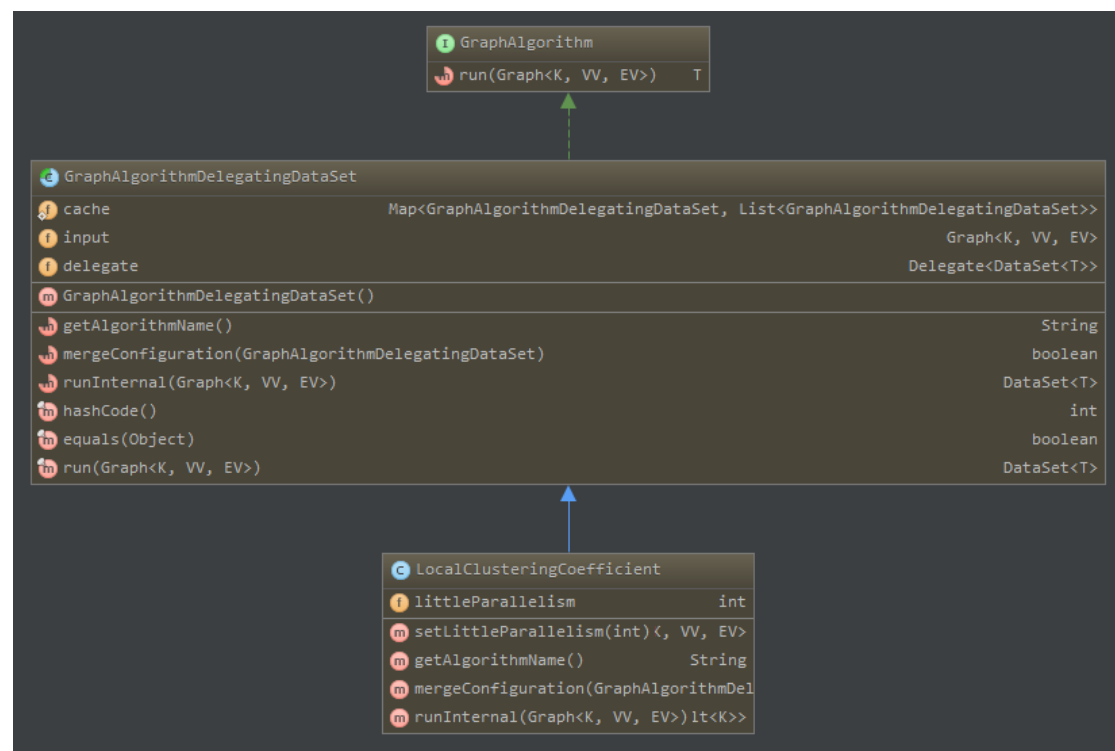 GraphAlgorithm
run(Graph<K, VV, EV>) T
GraphAlgorithmDelegatingDataSet
cache Map<GraphAlgorithmDelegatingDataSet, List<GraphAlgorithmDelegatingDataSet>>
input Graph<K, VV, EV>
delegate Delegate<DataSet<T>>
GraphAlgorithmDelegatingDataSet()
getAlgorithmName() String
mergeConfiguration(GraphAlgorithmDelegatingDataSet) boolean
runInternal(Graph<K, VV, EV>) DataSet<T>
hashCode() int
equals(Object) boolean
run(Graph<K, VV, EV>) DataSet<T>
LocalClusteringCoefficient
littleParallelism int
setLittleParallelism(int)<, VV, EV>
getAlgorithmName() String
mergeConfiguration(GraphAlgorithmDel
runInternal(Graph<K, VV, EV>)lt<K>>